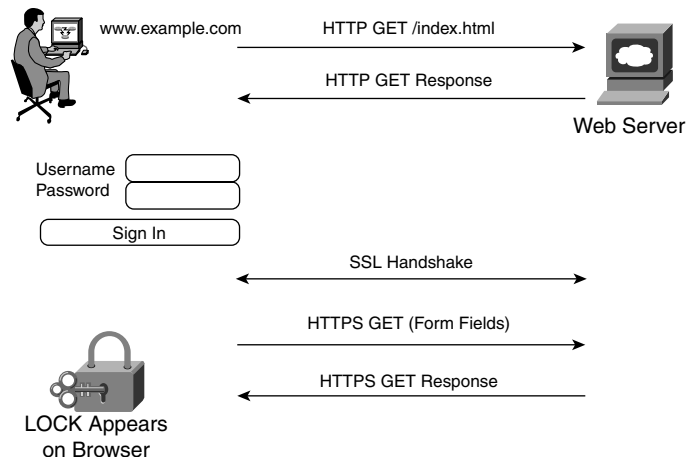 www.example.com
HTTP GET /index.html
HTTP GET Response
Web Server
Username
Password
Sign In
SSL Handshake
HTTPS GET (Form Fields)
HTTPS GET Response
LOCK Appears
on Browser